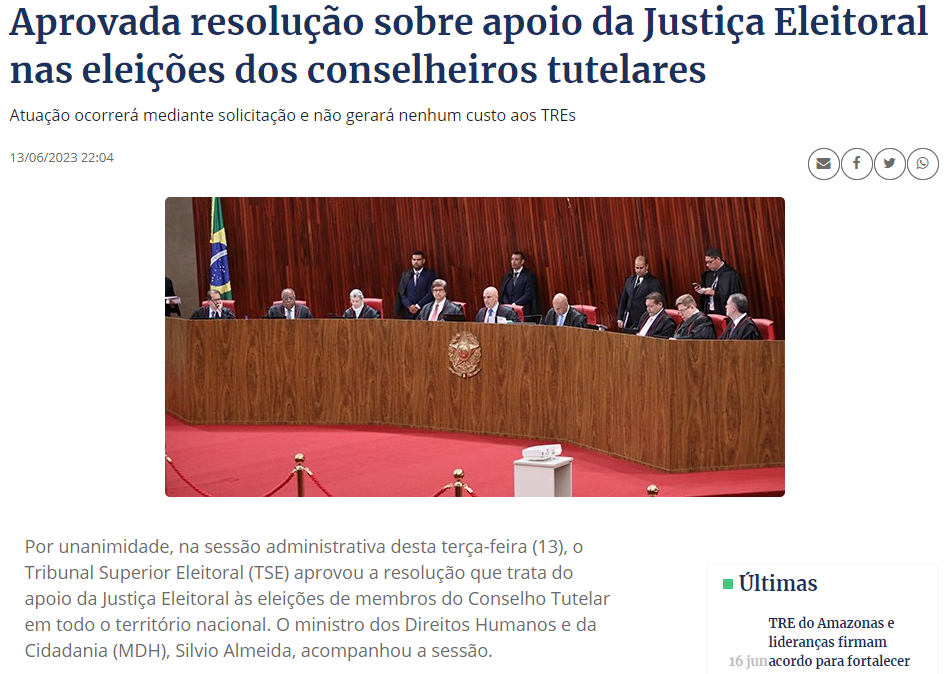 Aprovada resolução sobre apoio da Justiça Eleitoral
nas eleições dos conselheiros tutelares
Atuação ocorrerá mediante solicitação e não gerará nenhum custo aos TREs
13/06/2023 22:04
Por unanimidade, na sessão administrativa desta terça-feira (13), o
Tribunal Superior Eleitoral (TSE) aprovou a resolução que trata do
apoio da Justiça Eleitoral às eleições de membros do Conselho Tutelar
em todo o território nacional. O ministro dos Direitos Humanos e da
Cidadania (MDH), Silvio Almeida, acompanhou a sessão.
Últimas
TRE do Amazonas e
lideranças firmam
16 jun acordo para fortalecer